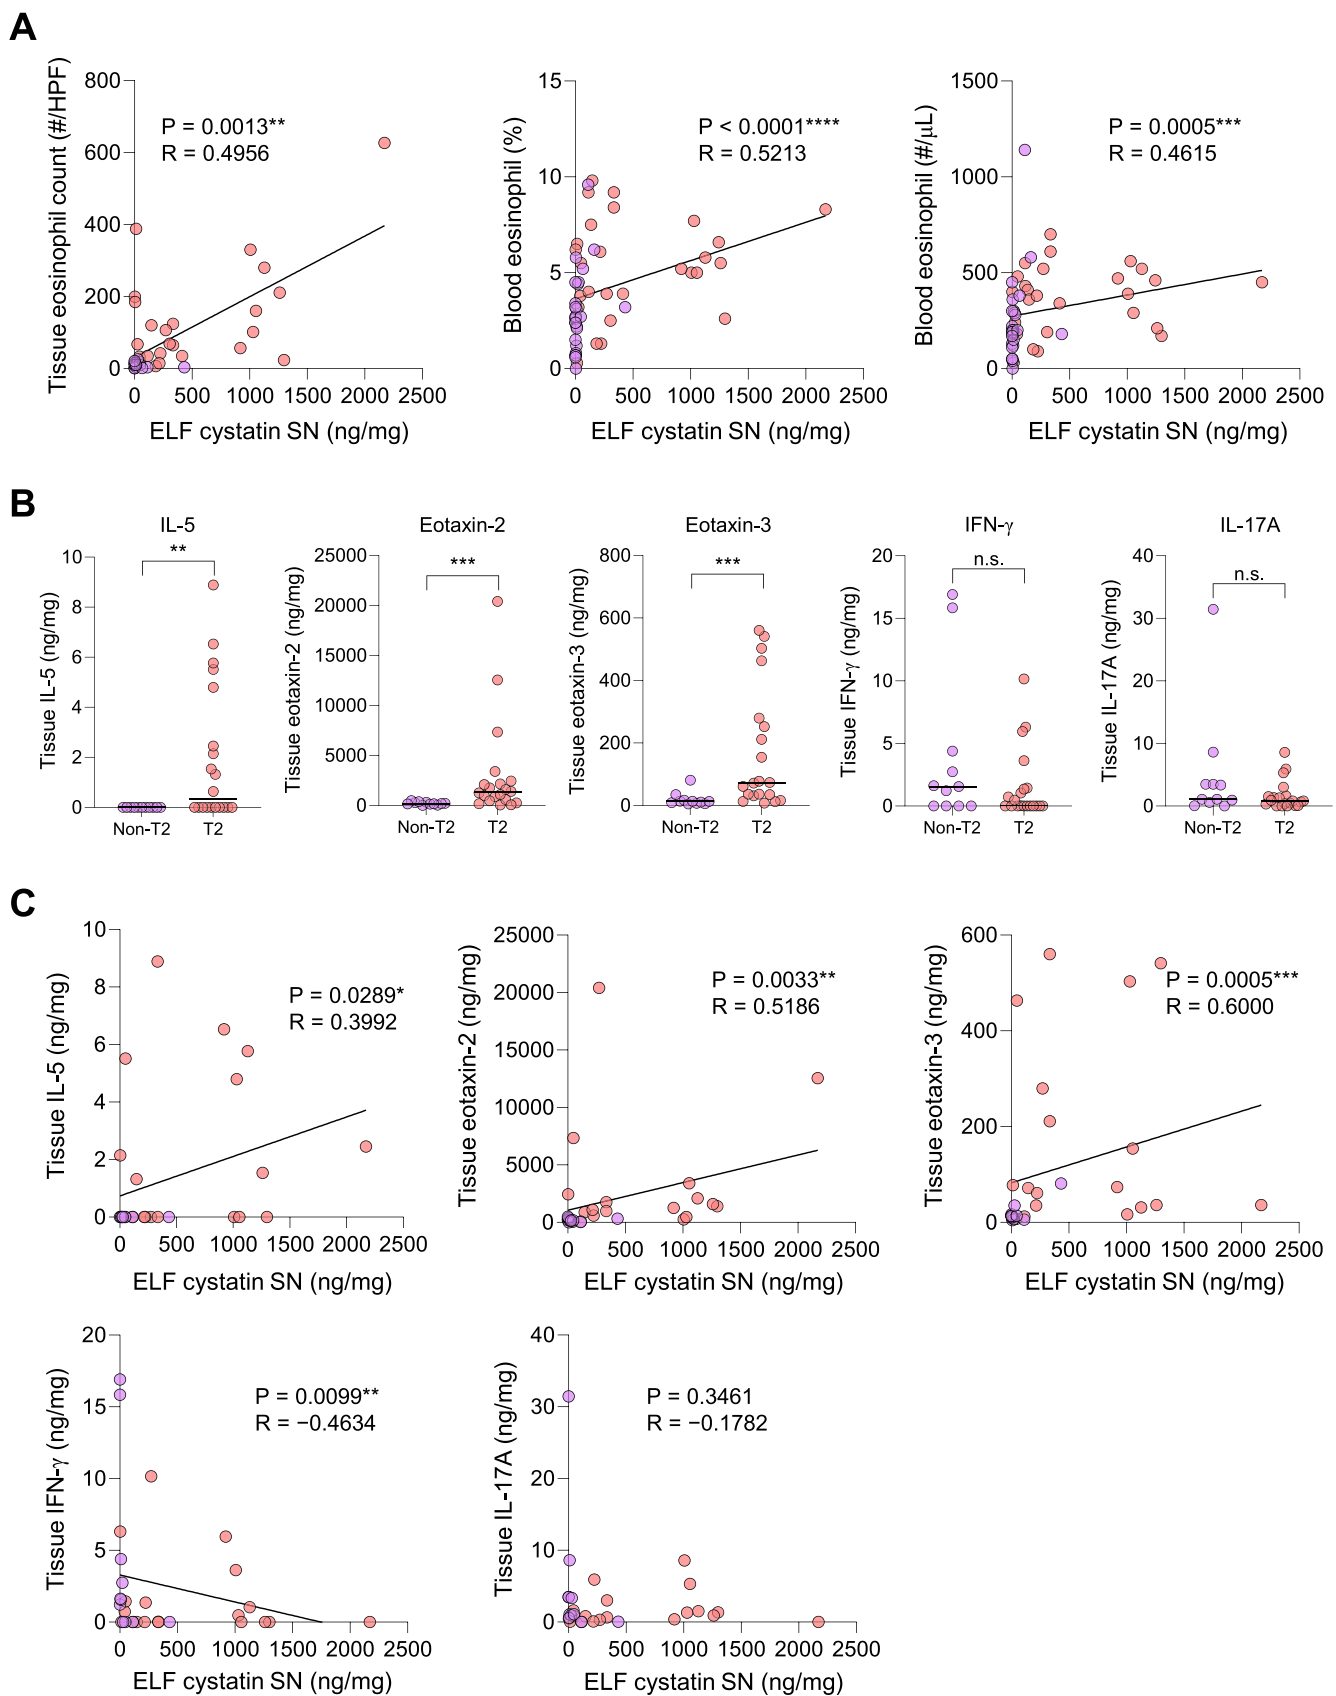 A
Tissue eosinophil count (#/HPF)
800
600
400
200
0
P = 0.0013**
R = 0.4956
0 500 1000 1500 2000 2500
ELF cystatin SN (ng/mg)
Blood eosinophil (%)
15
10
5
0
P < 0.0001****
R = 0.5213
0 500 1000 1500 2000 2500
ELF cystatin SN (ng/mg)
Blood eosinophil (#/μL)
1500
1000
500
0
P = 0.0005***
R = 0.4615
0 500 1000 1500 2000 2500
ELF cystatin SN (ng/mg)
B
IL-5
Tissue IL-5 (ng/mg)
10
8
6
4
2
0
**
Non-T2 T2
Eotaxin-2
Tissue eotaxin-2 (ng/mg)
25000
20000
15000
10000
5000
0
***
Non-T2 T2
Eotaxin-3
Tissue eotaxin-3 (ng/mg)
800
600
400
200
0
***
Non-T2 T2
IFN-γ
Tissue IFN-γ (ng/mg)
20
15
10
5
0
n.s.
Non-T2 T2
IL-17A
Tissue IL-17A (ng/mg)
40
30
20
10
0
n.s.
Non-T2 T2
C
Tissue IL-5 (ng/mg)
10
8
6
4
2
0
P = 0.0289*
R = 0.3992
0 500 1000 1500 2000 2500
ELF cystatin SN (ng/mg)
Tissue eotaxin-2 (ng/mg)
25000
20000
15000
10000
5000
0
P = 0.0033**
R = 0.5186
0 500 1000 1500 2000 2500
ELF cystatin SN (ng/mg)
Tissue eotaxin-3 (ng/mg)
600
400
200
0
P = 0.0005***
R = 0.6000
0 500 1000 1500 2000 2500
ELF cystatin SN (ng/mg)
Tissue IFN-γ (ng/mg)
20
15
10
5
0
P = 0.0099**
R = −0.4634
0 500 1000 1500 2000 2500
ELF cystatin SN (ng/mg)
Tissue IL-17A (ng/mg)
40
30
20
10
0
P = 0.3461
R = −0.1782
0 500 1000 1500 2000 2500
ELF cystatin SN (ng/mg)